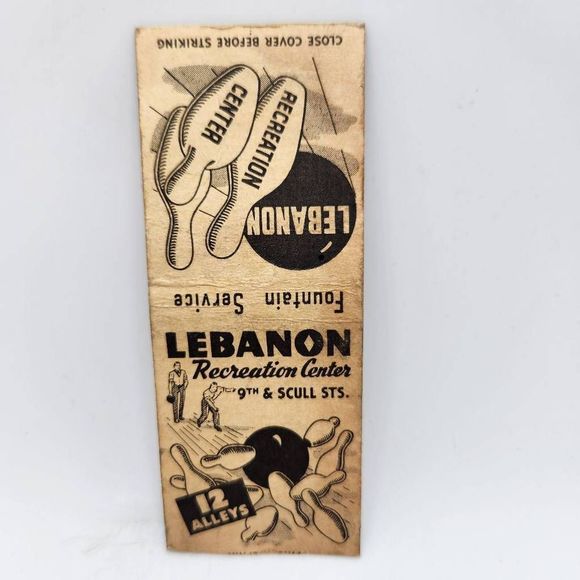 CLOSE COVER BEFORE STRIKING
LEBANON
RECREATION
CENTER
Fountain Service
LEBANON
Recreation Center
9TH & SCULL STS.
12
ALLEYS